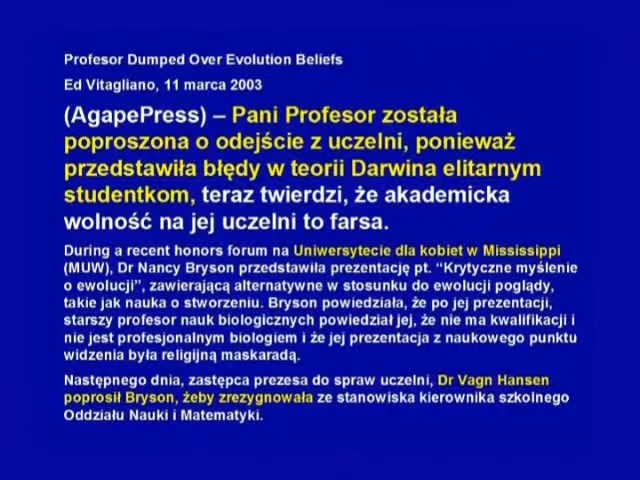 Profesor Dumped Over Evolution Beliefs
Ed Vitagliano, 11 marca 2003
(AgapePress) – Pani Profesor została
poproszona o odejście z uczelni, ponieważ
przedstawiła błędy w teorii Darwina elitarnym
studentkom, teraz twierdzi, że akademicka
wolność na jej uczelni to farsa.
During a recent honors forum na Uniwersytecie dla kobiet w Mississippi
(MUW), Dr Nancy Bryson przedstawiła prezentację pt. “Krytyczne myślenie
o ewolucji”, zawierającą alternatywne w stosunku do ewolucji poglądy,
takie jak nauka o stworzeniu. Bryson powiedziała, że po jej prezentacji,
starszy profesor nauk biologicznych powiedział jej, że nie ma kwalifikacji i
nie jest profesjonalnym biologiem i że jej prezentacja z naukowego punktu
widzenia była religijną maskaradą.
Następnego dnia, zastępca prezesa do spraw uczelni, Dr Vagn Hansen
poprosił Bryson, żeby zrezygnowała ze stanowiska kierownika szkolnego
Oddziału Nauki i Matematyki.